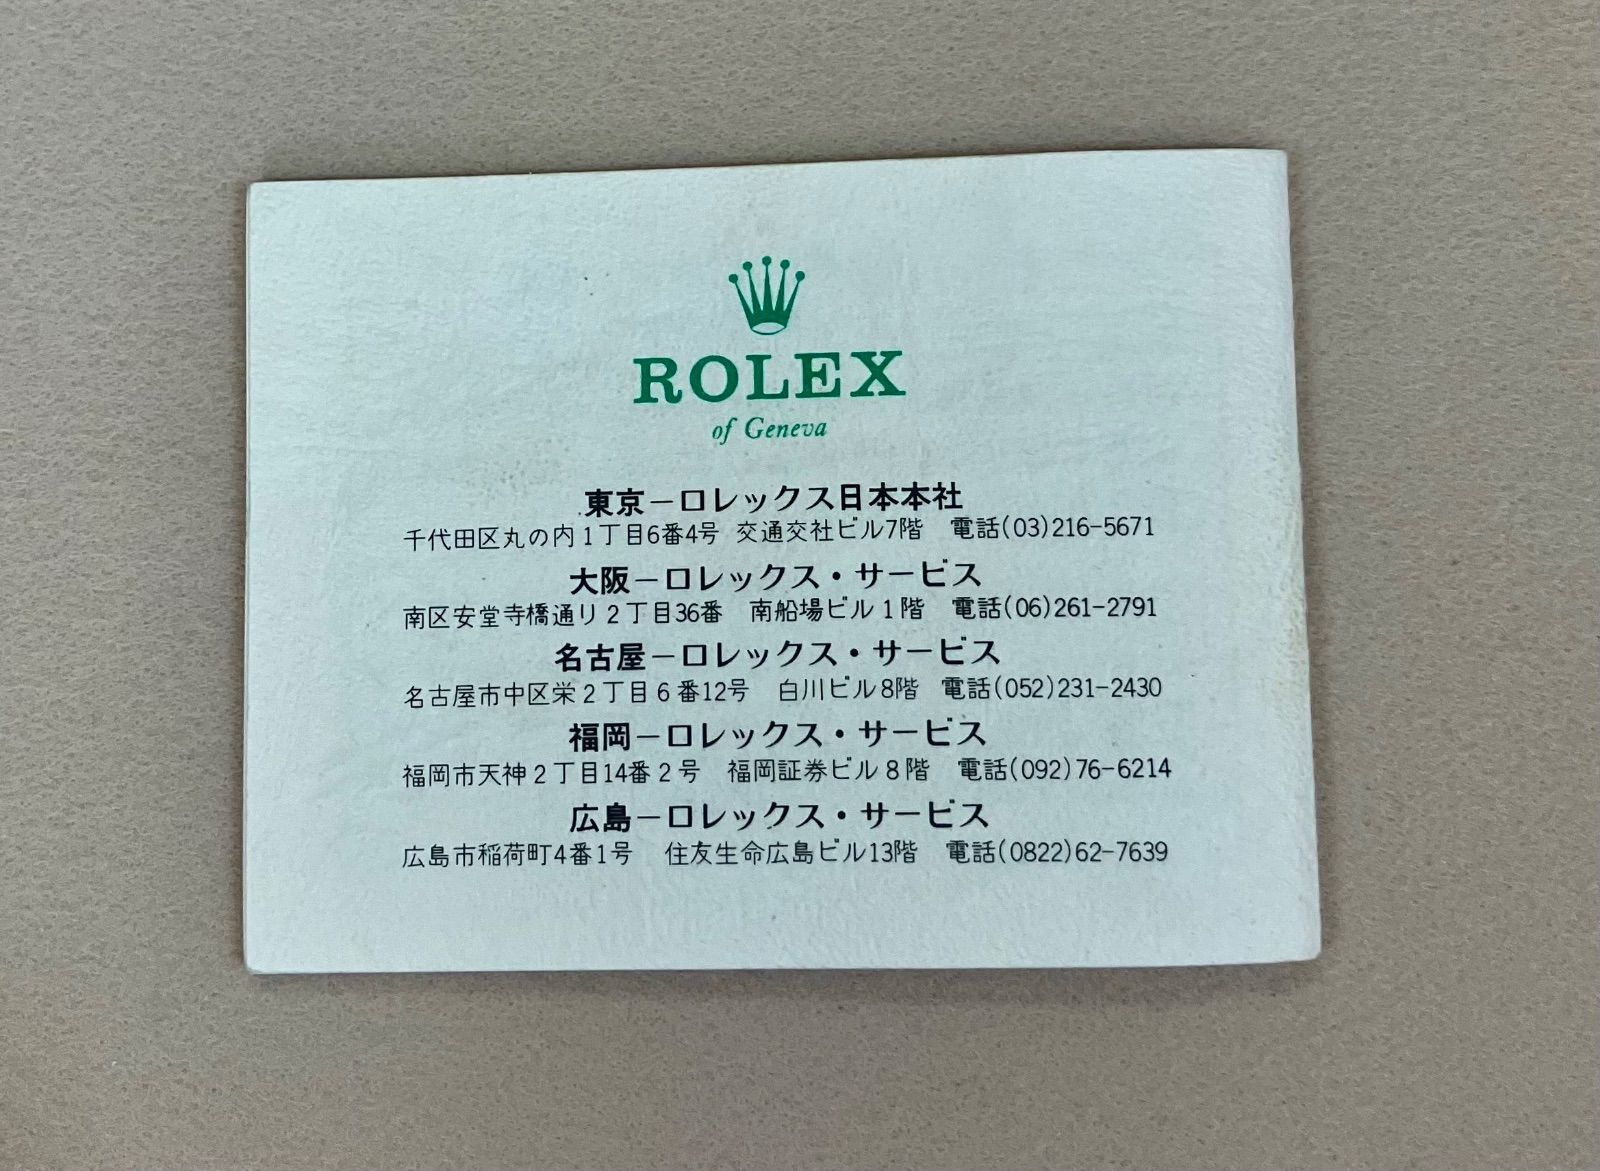 ROLEX
of Geneva
東京－ロレックス日本本社
千代田区丸の内1丁目6番4号 交通交社ビル7階 電話(03)216-5671
大阪－ロレックス・サービス
南区安堂寺橋通り2丁目36番 南船場ビル1階 電話(06)261-2791
名古屋－ロレックス・サービス
名古屋市中区栄2丁目6番12号 白川ビル8階 電話(052)231-2430
福岡－ロレックス・サービス
福岡市天神2丁目14番2号 福岡証券ビル8階 電話(092)76-6214
広島－ロレックス・サービス
広島市稲荷町4番1号 住友生命広島ビル13階 電話(0822)62-7639